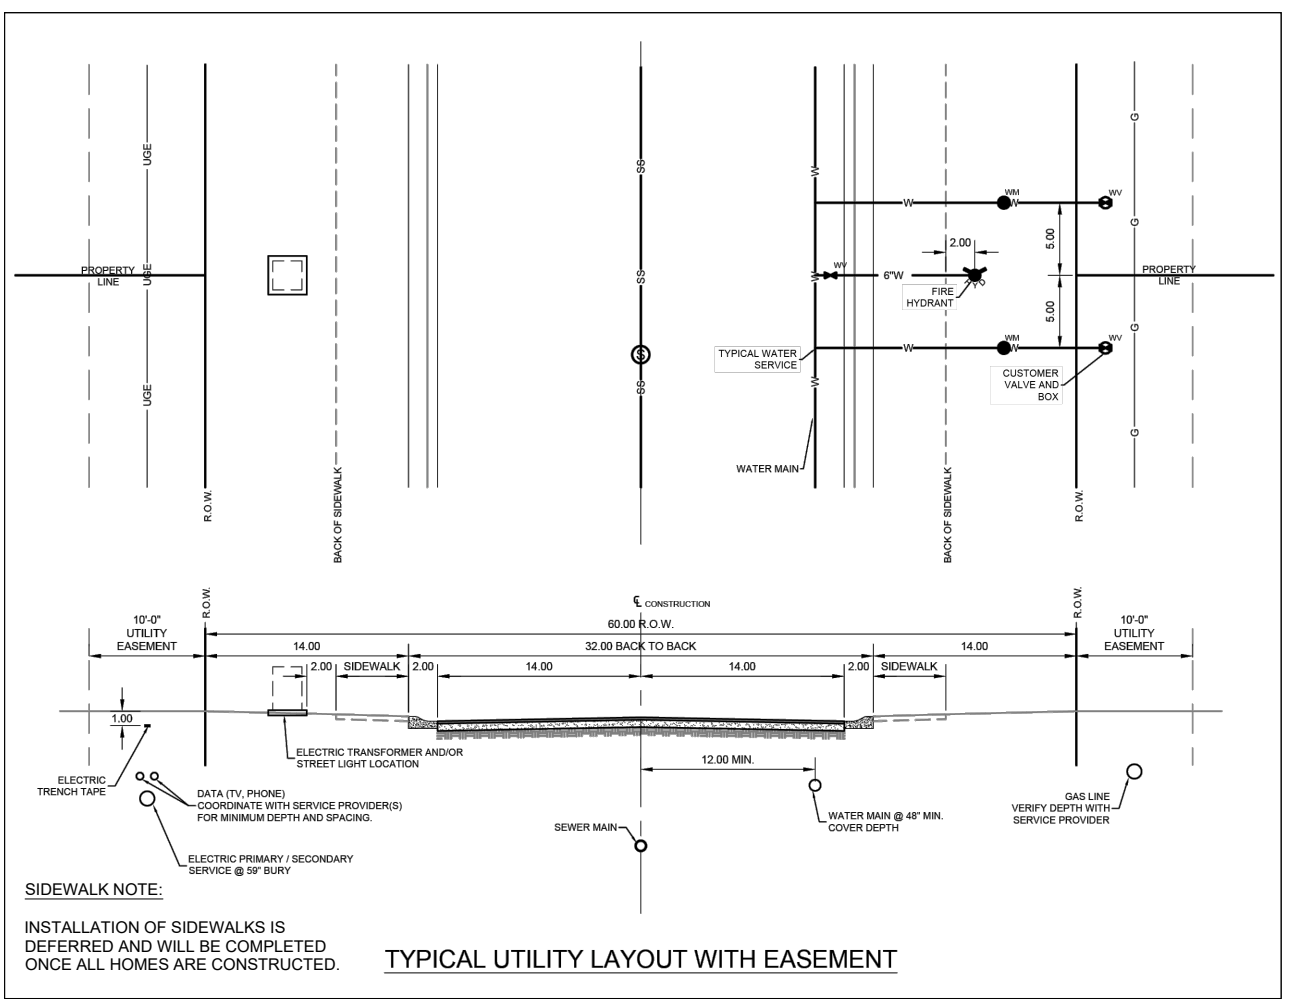 UGE
UGE
UGE
PROPERTY
LINE
R.O.W.
BACK OF SIDEWALK
SS
SS
SS
S
W
W
W
W
WM
W
WV
WV
6"W
2.00
FIRE
HYDRANT
HYD
5.00
5.00
TYPICAL WATER
SERVICE
W
WM
W
WV
CUSTOMER
VALVE AND
BOX
WATER MAIN
BACK OF SIDEWALK
R.O.W.
G
G
G
G
PROPERTY
LINE
℄ CONSTRUCTION
R.O.W.
R.O.W.
60.00 R.O.W.
10'-0"
UTILITY
EASEMENT
14.00
32.00 BACK TO BACK
14.00
10'-0"
UTILITY
EASEMENT
2.00
SIDEWALK
2.00
14.00
14.00
2.00
SIDEWALK
1.00
ELECTRIC TRANSFORMER AND/OR
STREET LIGHT LOCATION
12.00 MIN.
ELECTRIC
TRENCH TAPE
DATA (TV, PHONE)
COORDINATE WITH SERVICE PROVIDER(S)
FOR MINIMUM DEPTH AND SPACING.
GAS LINE
VERIFY DEPTH WITH
SERVICE PROVIDER
WATER MAIN @ 48" MIN.
COVER DEPTH
SEWER MAIN
ELECTRIC PRIMARY / SECONDARY
SERVICE @ 59" BURY
SIDEWALK NOTE:
INSTALLATION OF SIDEWALKS IS
DEFERRED AND WILL BE COMPLETED
ONCE ALL HOMES ARE CONSTRUCTED.
TYPICAL UTILITY LAYOUT WITH EASEMENT